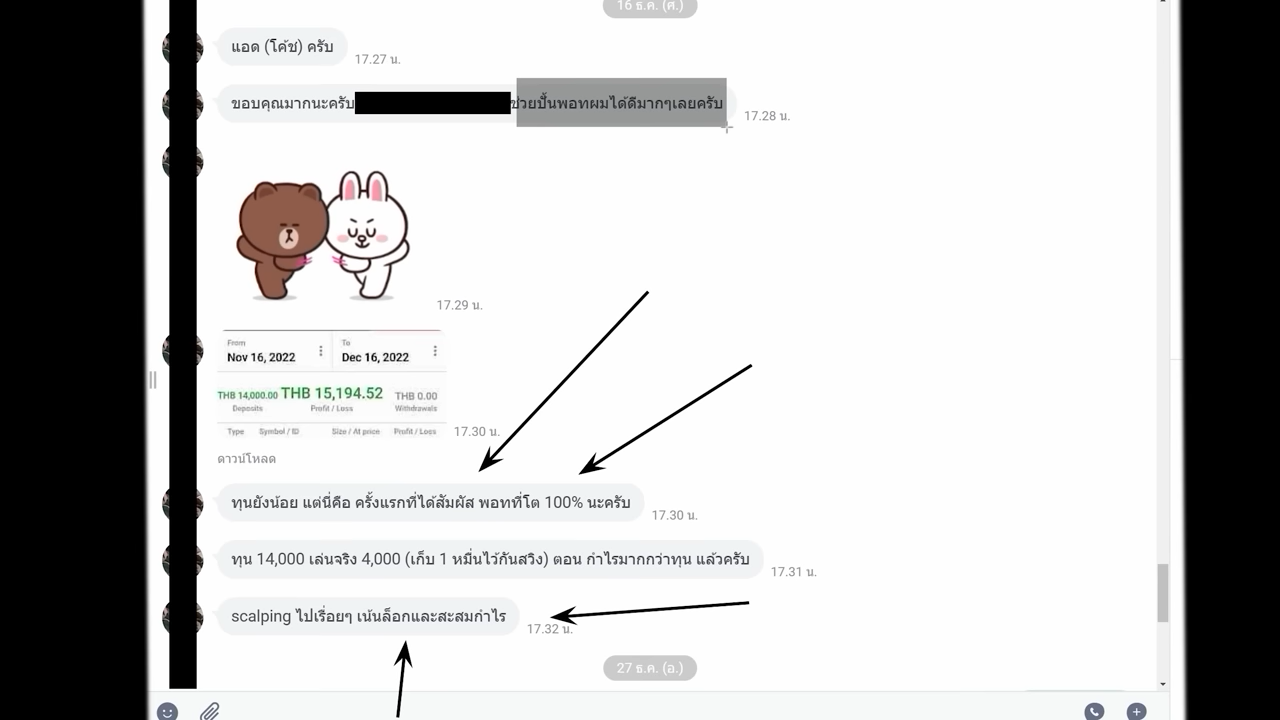 16 ธ.ค. (ศ.)
แอด (โค้ช) ครับ
17.27 น.
ขอบคุณมากนะครับ ช่วยปั้นพอทผมได้ดีมากๆเลยครับ
17.28 น.
17.29 น.
From To
Nov 16, 2022 Dec 16, 2022
THB 14,000.00 THB 15,194.52 THB 0.00
Deposits Profit / Loss Withdrawals
Type Symbol / ID Size / At price Profit / Loss
17.30 น.
ดาวน์โหลด
ทุนยังน้อย แต่นี่คือ ครั้งแรกที่ได้สัมผัส พอทที่โต 100% นะครับ
17.30 น.
ทุน 14,000 เล่นจริง 4,000 (เก็บ 1 หมื่นไว้กันสวิง) ตอน กำไรมากกว่าทุน แล้วครับ
17.31 น.
scalping ไปเรื่อยๆ เน้นล็อกและสะสมกำไร
17.32 น.
27 ธ.ค. (อ.)